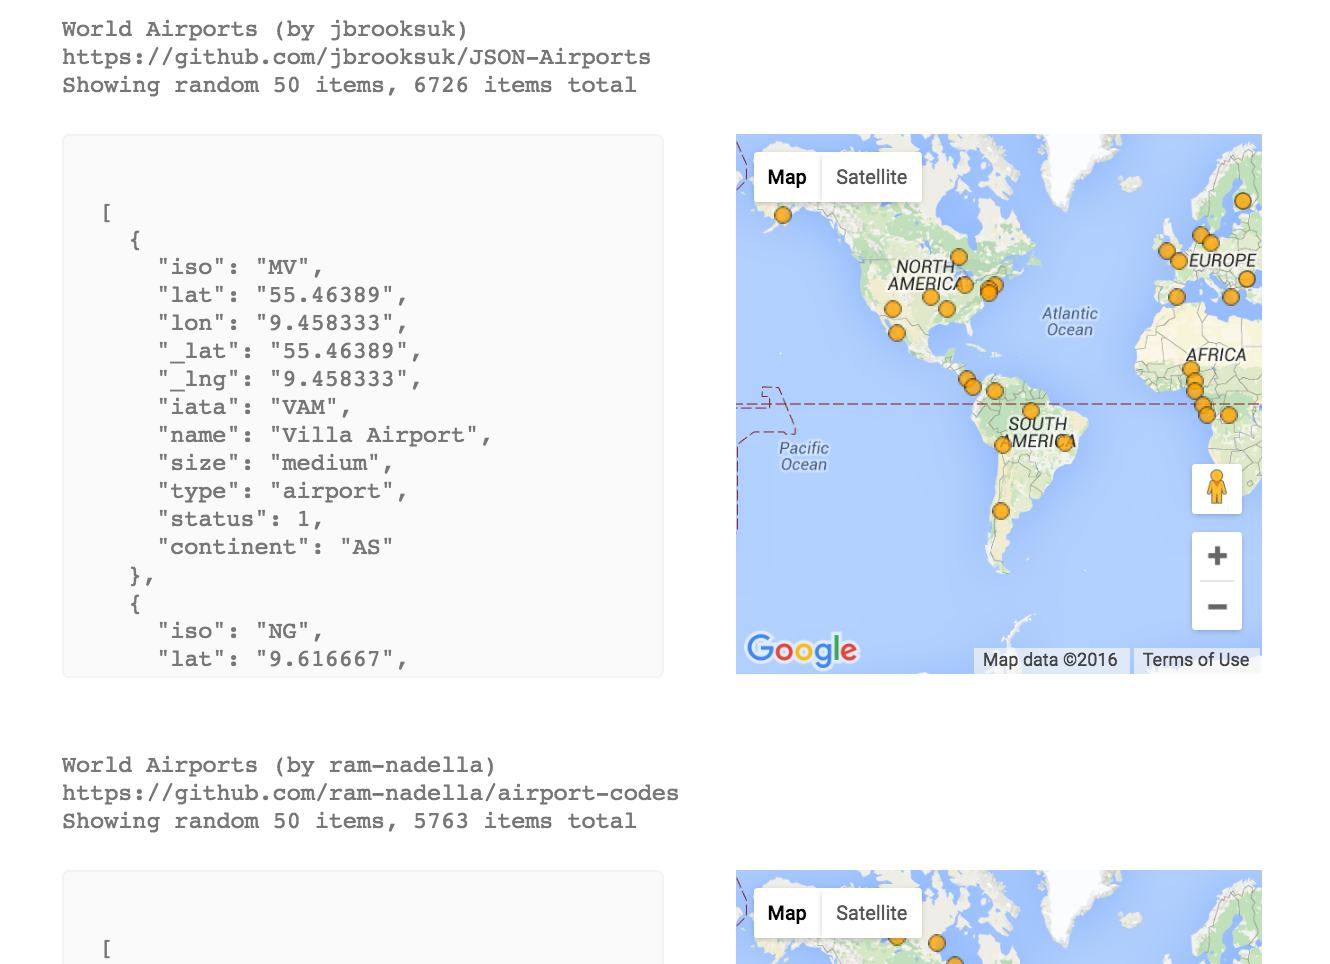 World Airports (by jbrooksuk)
https://github.com/jbrooksuk/JSON-Airports
Showing random 50 items, 6726 items total
[
{
"iso": "MV",
"lat": "55.46389",
"lon": "9.458333",
"_lat": "55.46389",
"_lng": "9.458333",
"iata": "VAM",
"name": "Villa Airport",
"size": "medium",
"type": "airport",
"status": 1,
"continent": "AS"
},
{
"iso": "NG",
"lat": "9.616667",
Map Satellite
NORTH
AMERICA
EUROPE
Atlantic
Ocean
AFRICA
SOUTH
AMERICA
Pacific
Ocean
Google
Map data ©2016 Terms of Use
World Airports (by ram-nadella)
https://github.com/ram-nadella/airport-codes
Showing random 50 items, 5763 items total
[
Map Satellite